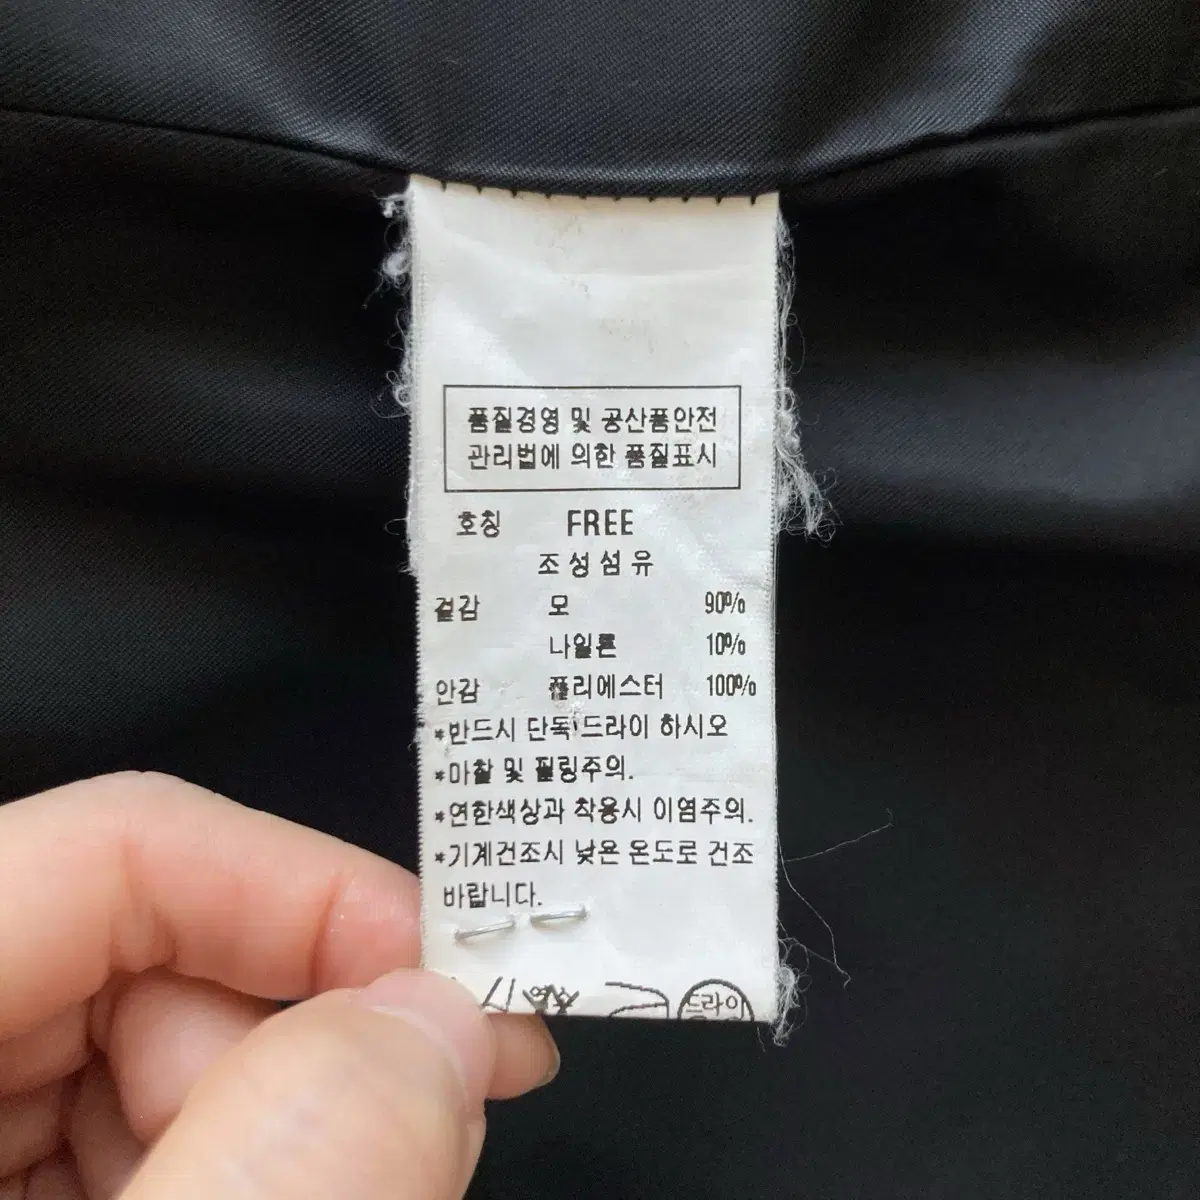 품질경영 및 공산품안전
관리법에 의한 품질표시
호칭 FREE
조성섬유
겉감 모 90%
나일론 10%
안감 폴리에스터 100%
*반드시 단독 드라이 하시오
*마찰 및 필링주의.
*연한색상과 착용시 이염주의.
*기계건조시 낮은 온도로 건조
바랍니다.
드라이